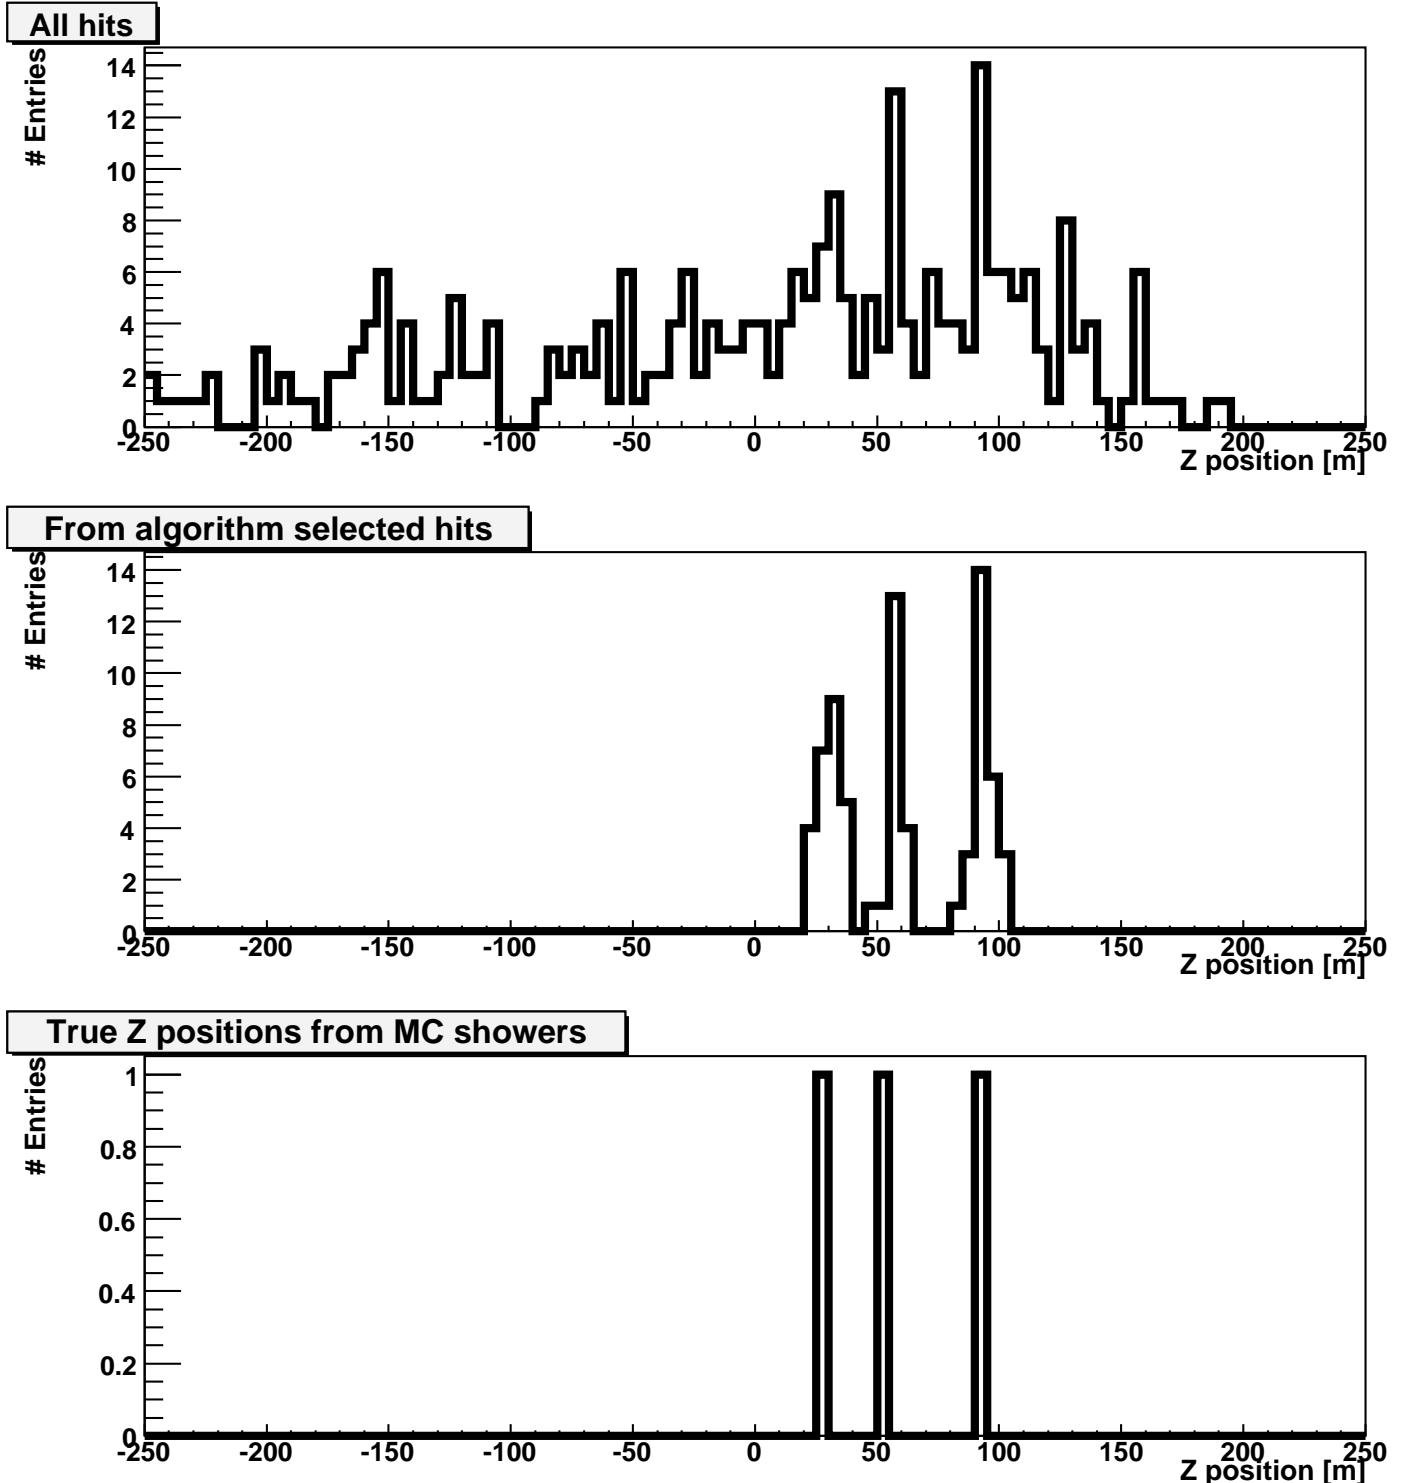 All hits
# Entries
14
12
10
8
6
4
2
0
-250 -200 -150 -100 -50 0 50 100 150 200 250
Z position [m]
From algorithm selected hits
# Entries
14
12
10
8
6
4
2
0
-250 -200 -150 -100 -50 0 50 100 150 200 250
Z position [m]
True Z positions from MC showers
# Entries
1
0.8
0.6
0.4
0.2
0
-250 -200 -150 -100 -50 0 50 100 150 200 250
Z position [m]